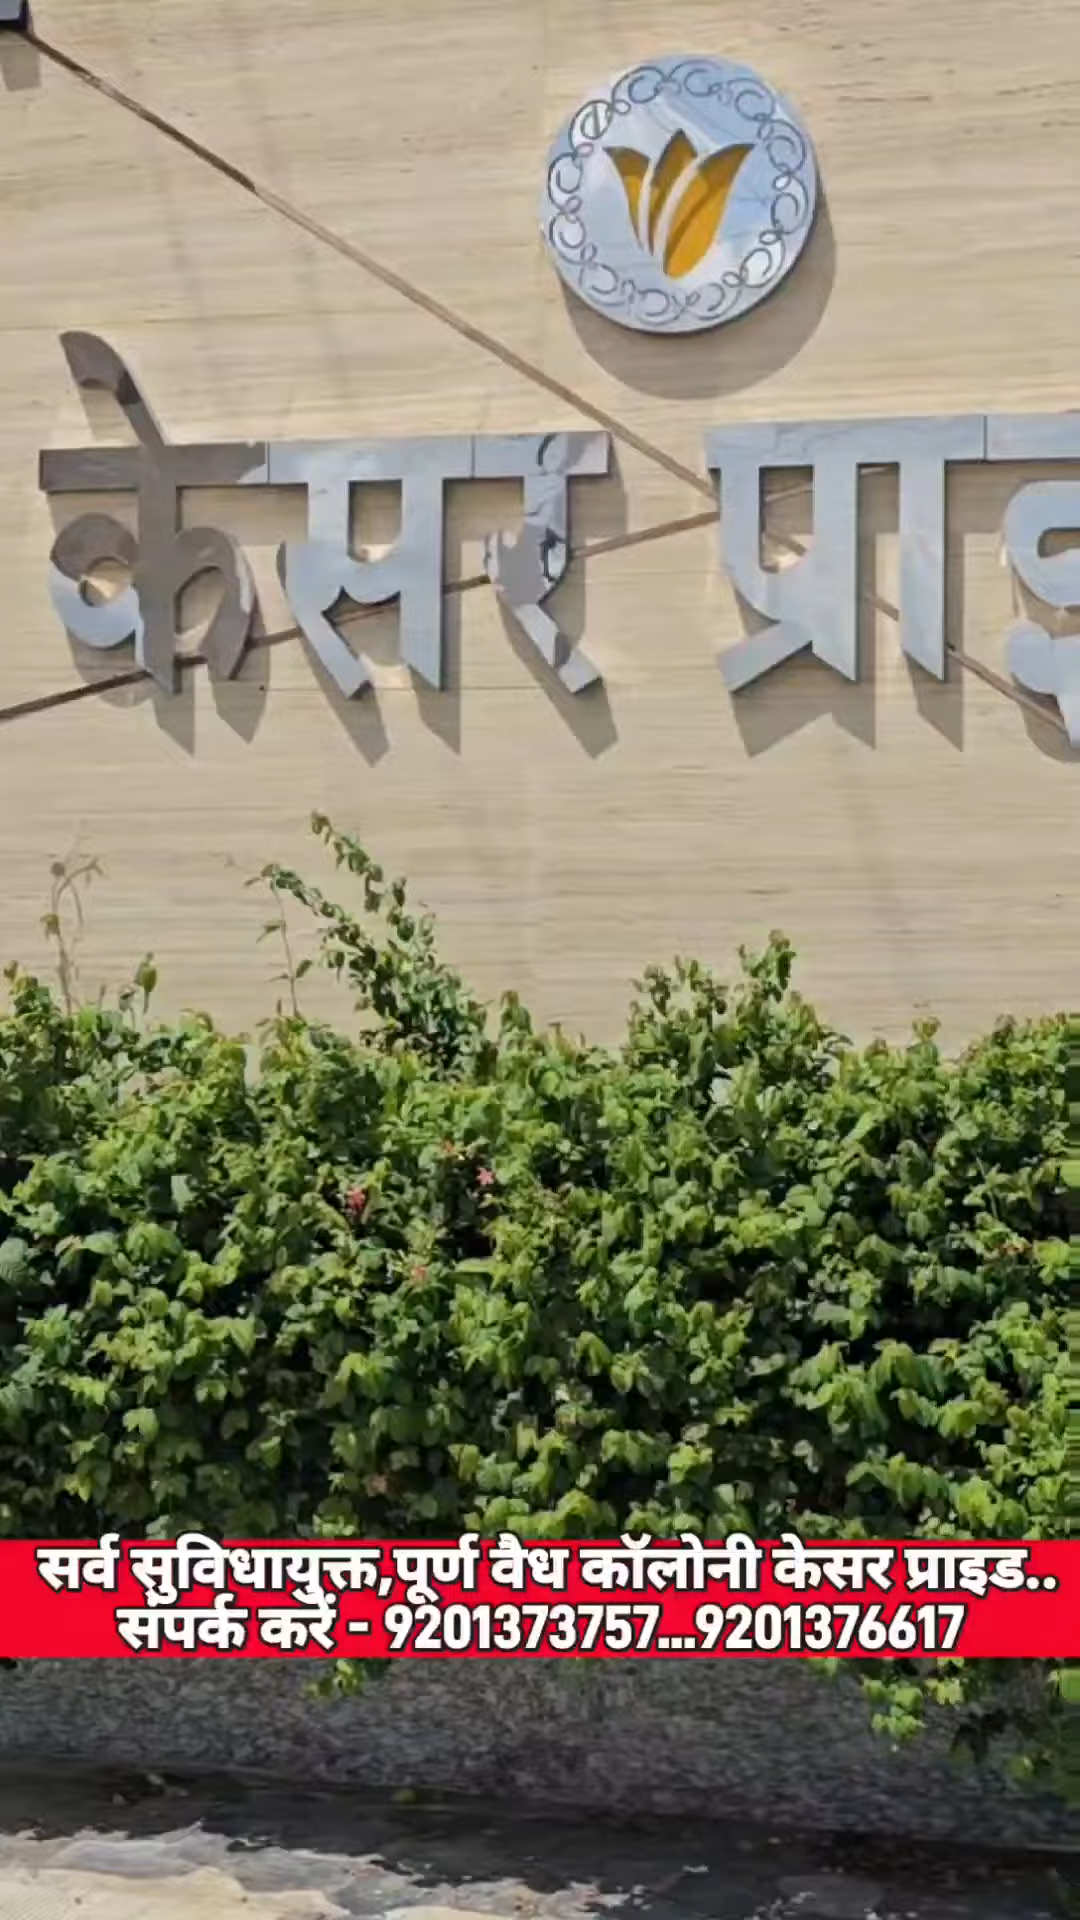 केसर प्राइ
सर्व सुविधायुक्त,पूर्ण वैध कॉलोनी केसर प्राइड..
संपर्क करें - 9201373757...9201376617